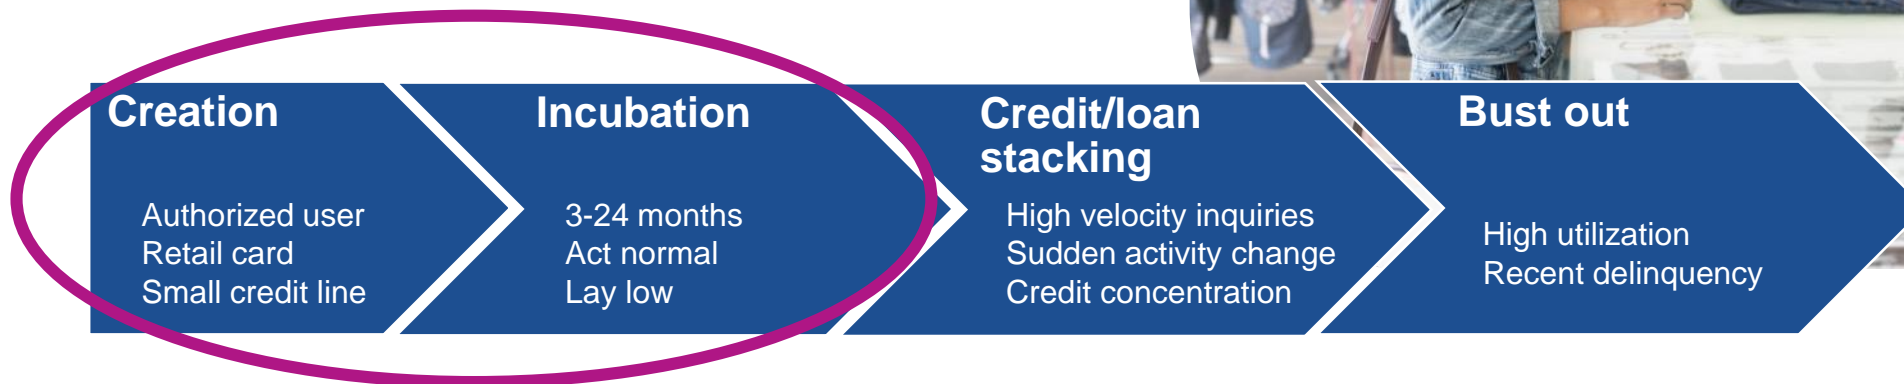 Creation
Authorized user
Retail card
Small credit line
Incubation
3-24 months
Act normal
Lay low
Credit/loan
stacking
High velocity inquiries
Sudden activity change
Credit concentration
Bust out
High utilization
Recent delinquency